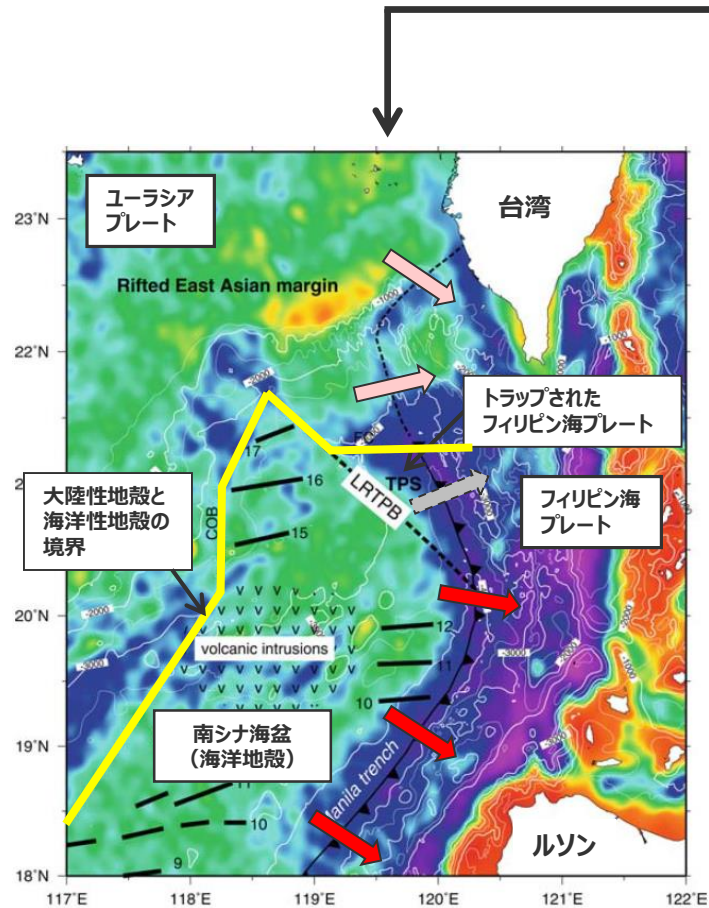 23°N
22°N
20°N
19°N
18°N
117°E
118°E
119°E
120°E
121°E
122°E
ユーラシア
プレート
台湾
Rifted East Asian margin
-1000
-2000
-1000
トラップされた
フィリピン海プレート
17
16
15
TPS
LRTPB
COB
大陸性地殻と
海洋性地殻の
境界
フィリピン海
プレート
-2000
-3000
volcanic intrusions
12
11
10
-3000
-2000
-1000
南シナ海盆
(海洋地殻)
Manila trench
10
9
ルソン